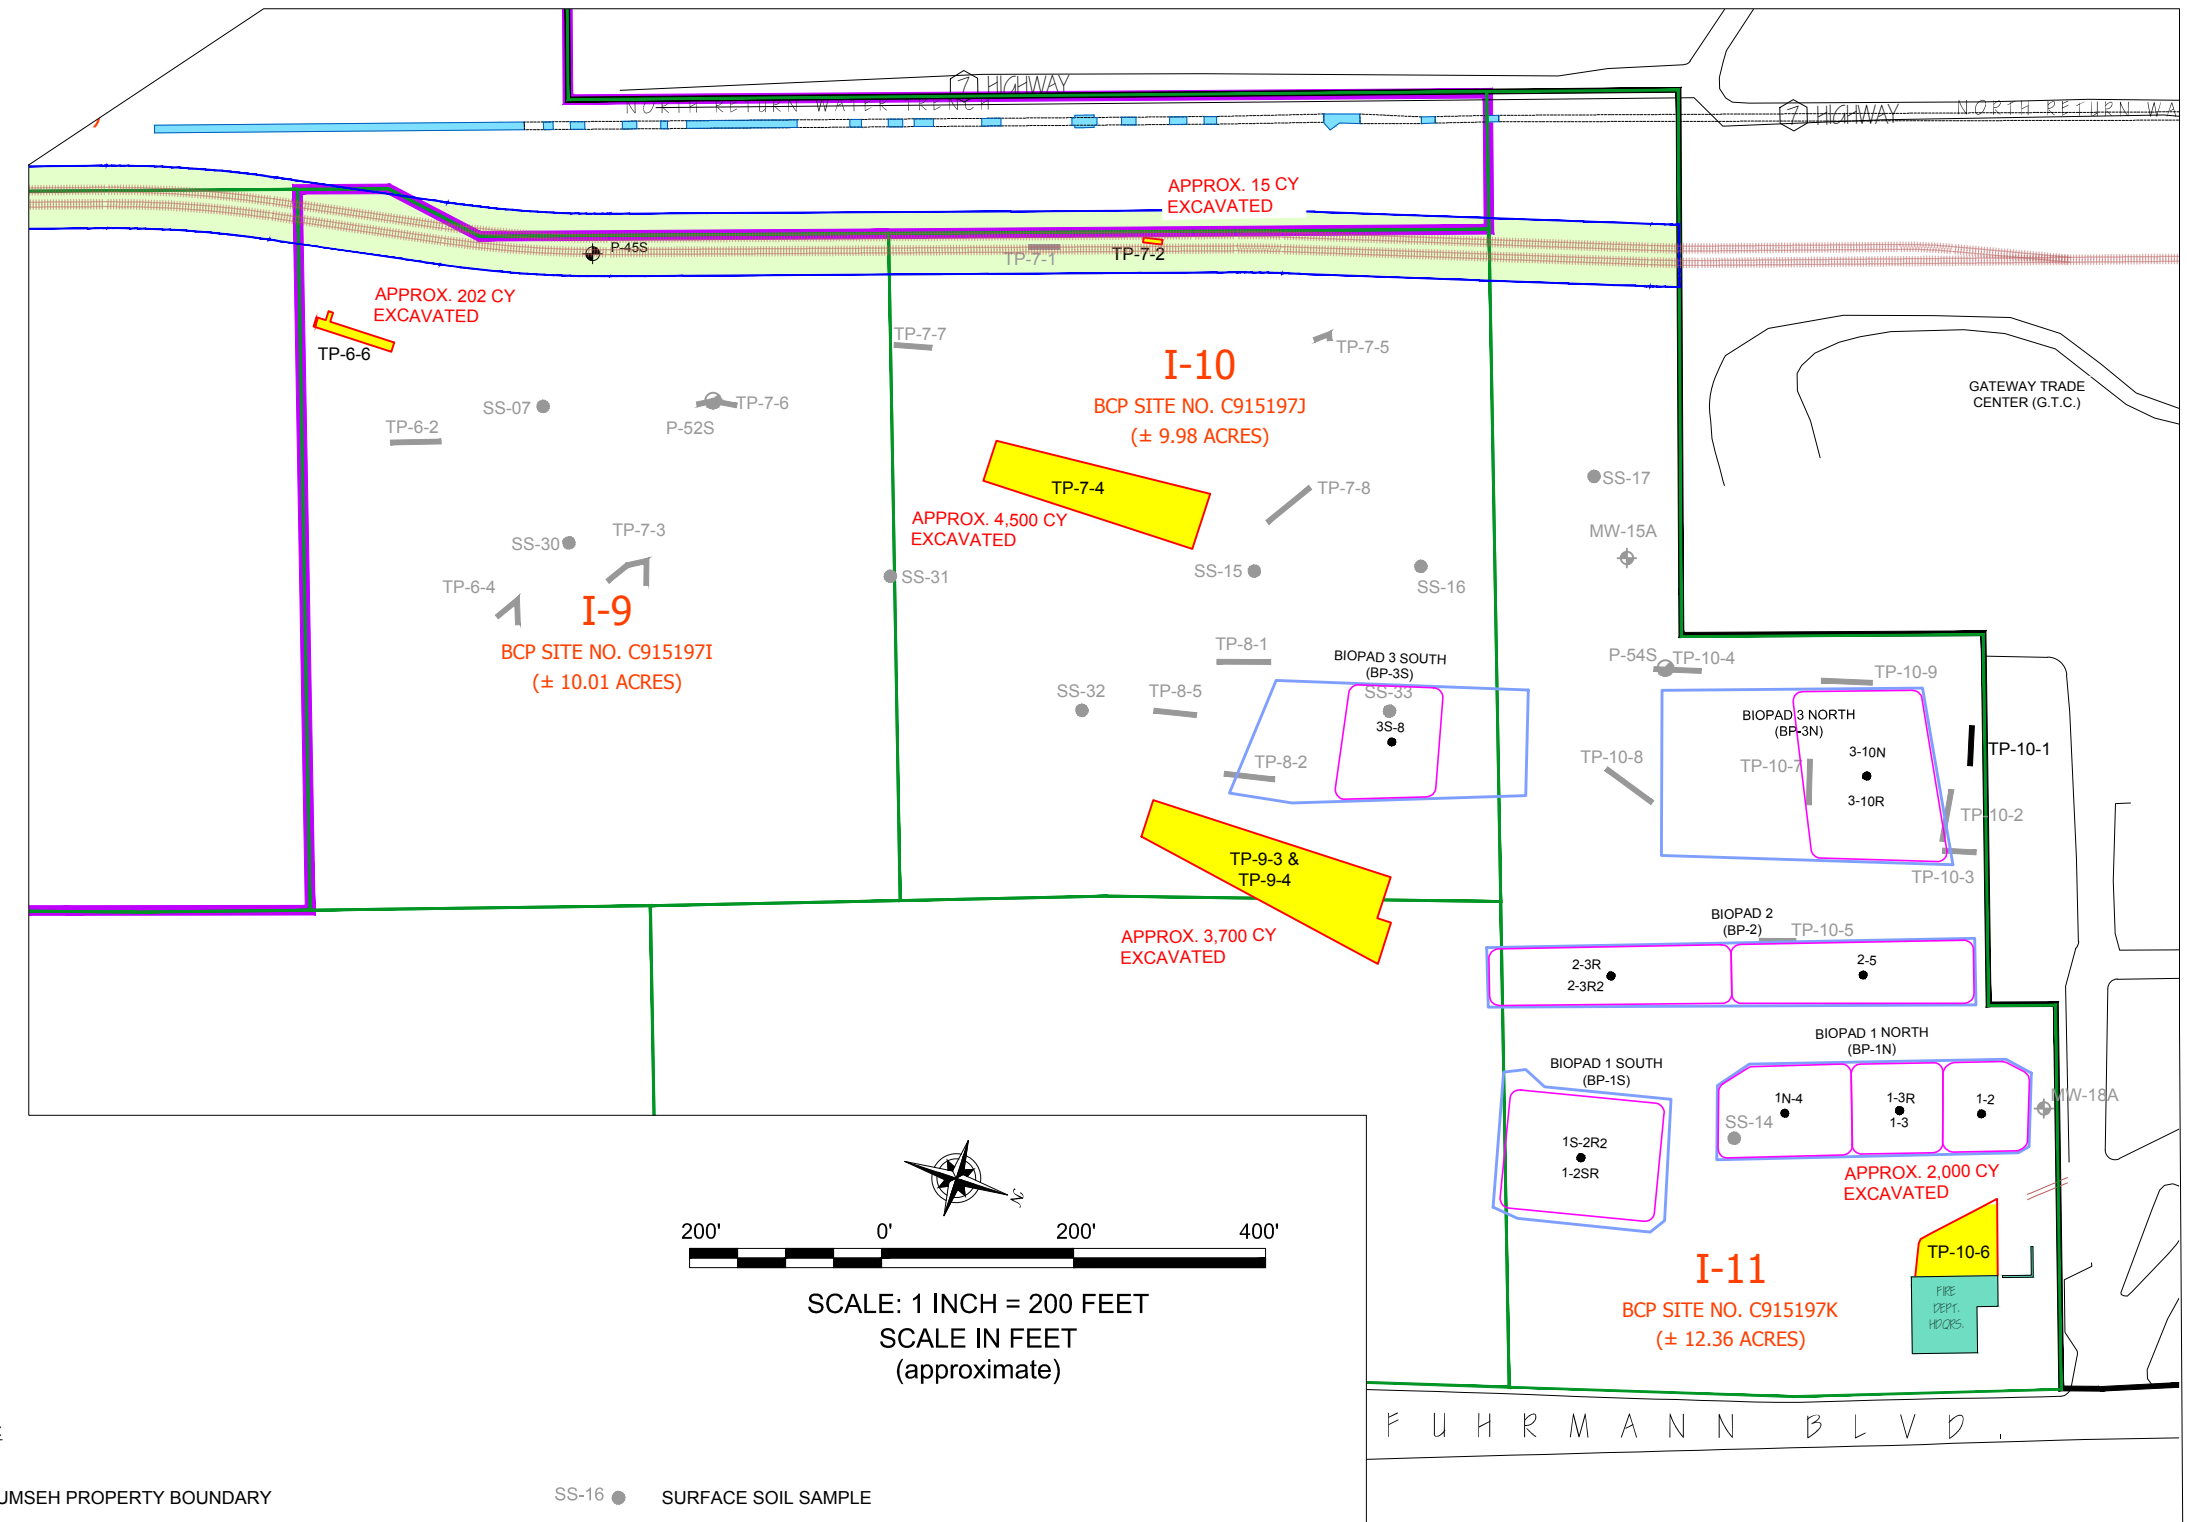 7 HIGHWAY
NORTH RETURN WATER TRENCH
7 HIGHWAY
NORTH RETURN WA
APPROX. 15 CY
EXCAVATED
P-45S
TP-7-1
TP-7-2
APPROX. 202 CY
EXCAVATED
TP-6-6
TP-7-7
TP-7-5
I-10
BCP SITE NO. C915197J
(± 9.98 ACRES)
GATEWAY TRADE
CENTER (G.T.C.)
SS-07
TP-7-6
P-52S
TP-6-2
TP-7-4
TP-7-8
SS-17
APPROX. 4,500 CY
EXCAVATED
MW-15A
TP-7-3
SS-30
SS-31
SS-15
SS-16
TP-6-4
I-9
BCP SITE NO. C915197I
(± 10.01 ACRES)
TP-8-1
BIOPAD 3 SOUTH
(BP-3S)
P-54S
TP-10-4
TP-10-9
SS-32
TP-8-5
SS-33
3S-8
BIOPAD 3 NORTH
(BP-3N)
TP-10-1
3-10N
3-10R
TP-8-2
TP-10-8
TP-10-7
TP-10-2
TP-10-3
TP-9-3 &
TP-9-4
APPROX. 3,700 CY
EXCAVATED
BIOPAD 2
(BP-2)
TP-10-5
2-3R
2-3R2
2-5
BIOPAD 1 NORTH
(BP-1N)
BIOPAD 1 SOUTH
(BP-1S)
1N-4
1-3R
1-3
1-2
MW-18A
SS-14
1S-2R2
1-2SR
APPROX. 2,000 CY
EXCAVATED
TP-10-6
I-11
BCP SITE NO. C915197K
(± 12.36 ACRES)
FIRE
DEPT.
HDQRS.
N
200' 0' 200' 400'
SCALE: 1 INCH = 200 FEET
SCALE IN FEET
(approximate)
FUHRMANN BLVD.
UMSEH PROPERTY BOUNDARY
SS-16 SURFACE SOIL SAMPLE